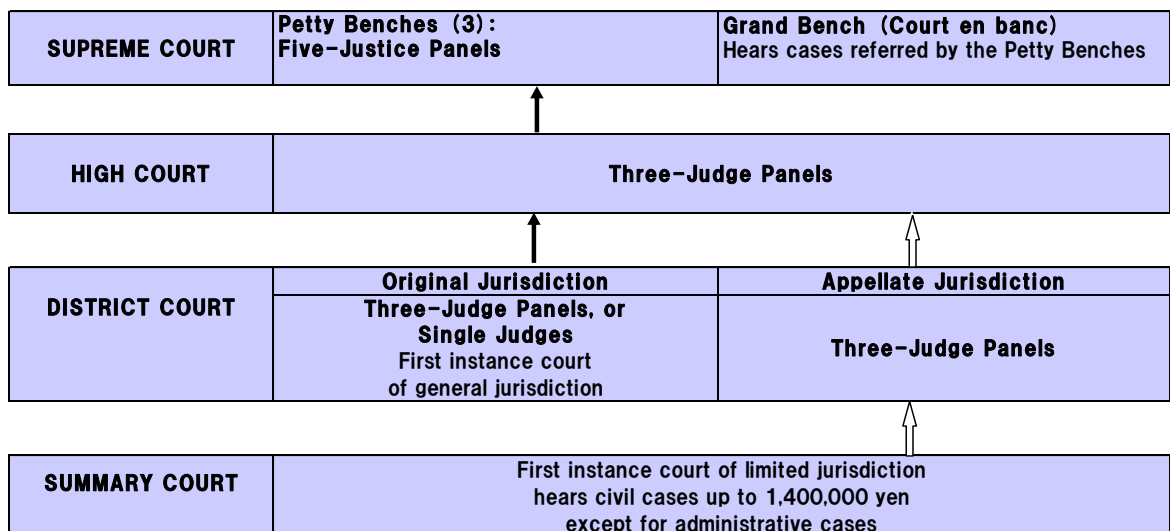 SUPREME COURT
Petty Benches (3):
Five-Justice Panels
Grand Bench (Court en banc)
Hears cases referred by the Petty Benches
HIGH COURT
Three-Judge Panels
DISTRICT COURT
Original Jurisdiction
Three-Judge Panels, or
Single Judges
First instance court
of general jurisdiction
Appellate Jurisdiction
Three-Judge Panels
SUMMARY COURT
First instance court of limited jurisdiction
hears civil cases up to 1,400,000 yen
except for administrative cases